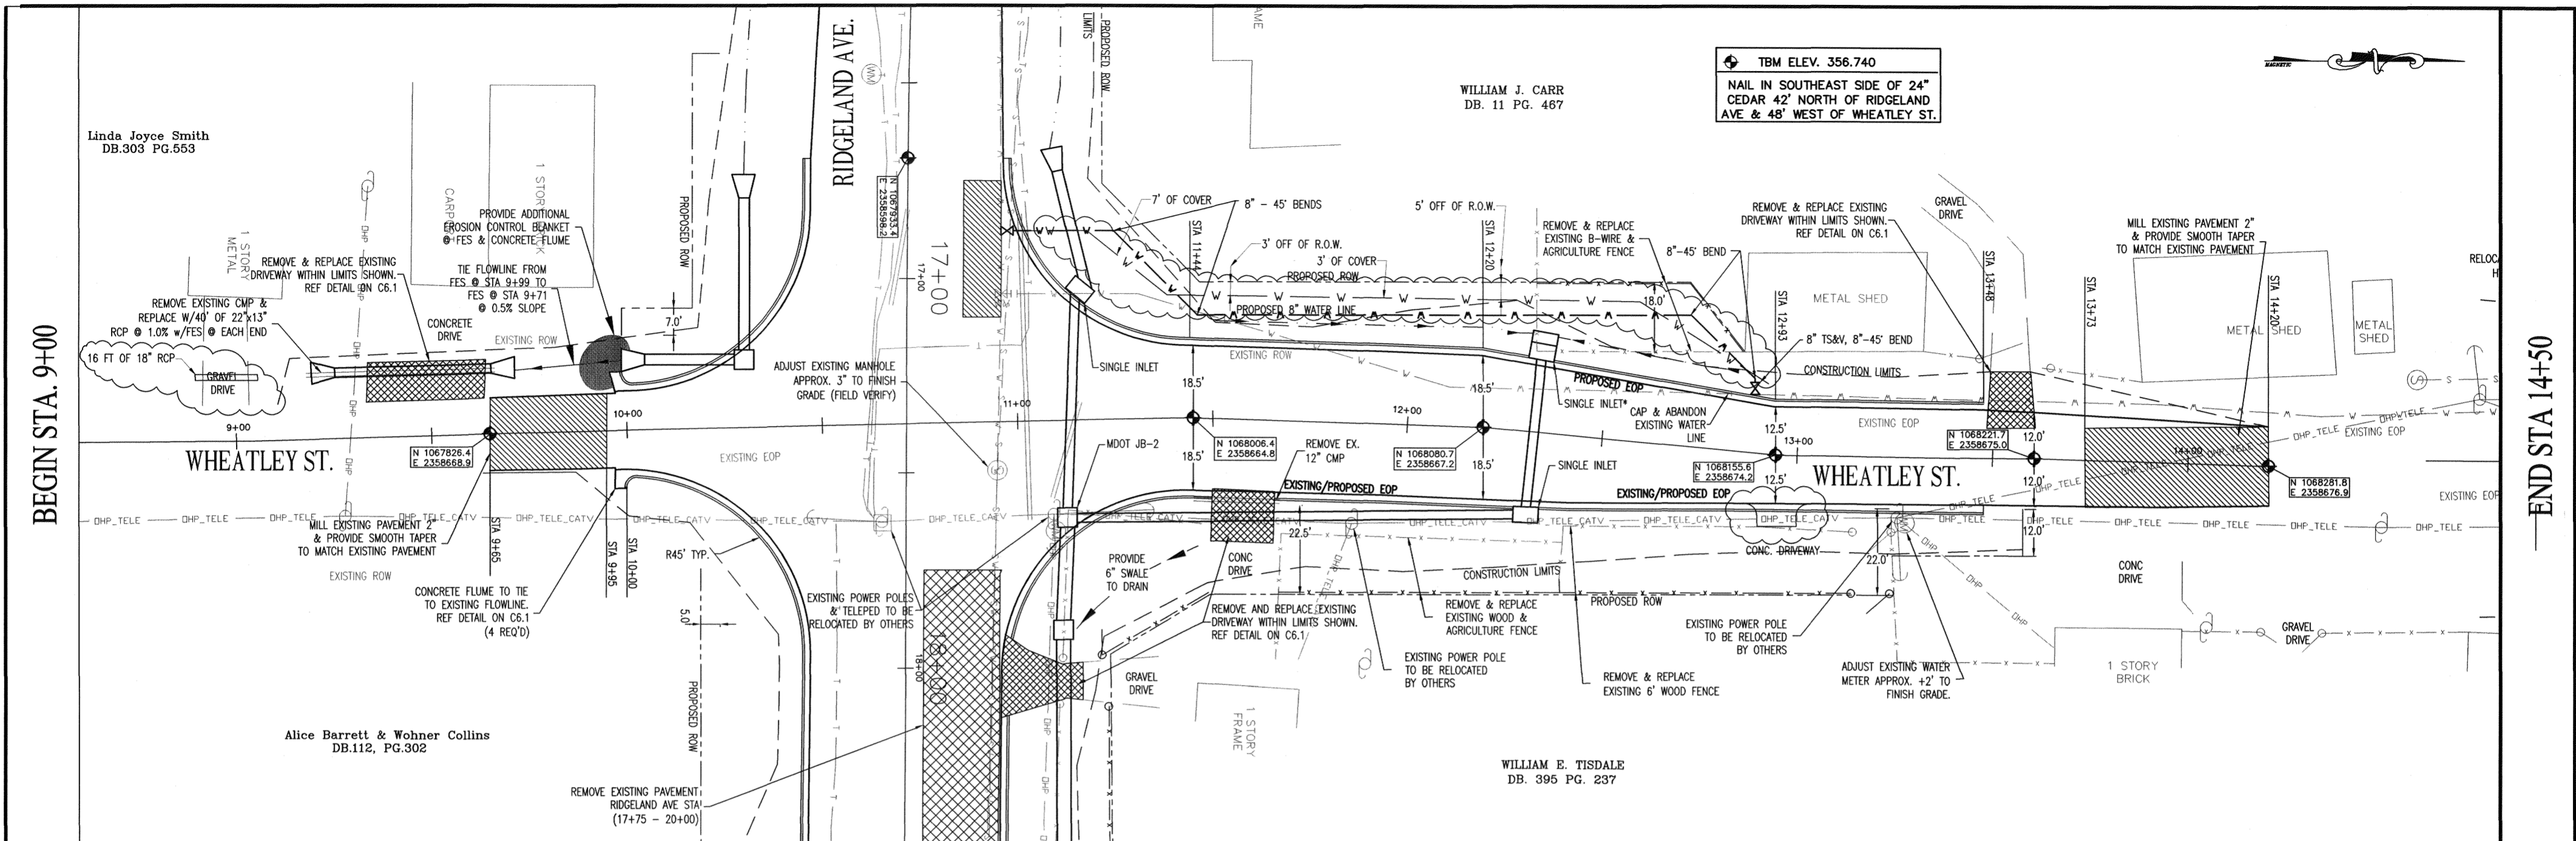 BEGIN STA. 9+00
Linda Joyce Smith
DB.303 PG.553
1 STORY
METAL
CARPORT
1 STORY BRICK
PROVIDE ADDITIONAL
EROSION CONTROL BLANKET
@ FES & CONCRETE FLUME
REMOVE & REPLACE EXISTING
DRIVEWAY WITHIN LIMITS SHOWN.
REF DETAIL ON C6.1
TIE FLOWLINE FROM
FES @ STA 9+99 TO
FES @ STA 9+71
@ 0.5% SLOPE
REMOVE EXISTING CMP &
REPLACE W/40' OF 22"x13"
RCP @ 1.0% w/FES @ EACH END
16 FT OF 18" RCP
GRAVEL
DRIVE
CONCRETE
DRIVE
EXISTING ROW
7.0'
PROPOSED ROW
RIDGELAND AVE.
N 1067933.4
E 2358598.2
17+00
17+00
9+00
10+00
11+00
12+00
13+00
14+00
WHEATLEY ST.
N 1067826.4
E 2358668.9
EXISTING EOP
OHP_TELE
OHP_TELE_CATV
MILL EXISTING PAVEMENT 2"
& PROVIDE SMOOTH TAPER
TO MATCH EXISTING PAVEMENT
EXISTING ROW
STA 9+65
STA 9+95
STA 10+00
CONCRETE FLUME TO TIE
TO EXISTING FLOWLINE.
REF DETAIL ON C6.1
(4 REQ'D)
R45' TYP.
5.0'
PROPOSED ROW
Alice Barrett & Wohner Collins
DB.112, PG.302
REMOVE EXISTING PAVEMENT
RIDGELAND AVE STA
(17+75 - 20+00)
18+00
18+00
EXISTING POWER POLES
& TELEPED TO BE
RELOCATED BY OTHERS
ADJUST EXISTING MANHOLE
APPROX. 3" TO FINISH
GRADE (FIELD VERIFY)
LIMITS
PROPOSED ROW
AME
WILLIAM J. CARR
DB. 11 PG. 467
TBM ELEV. 356.740
NAIL IN SOUTHEAST SIDE OF 24"
CEDAR 42' NORTH OF RIDGELAND
AVE & 48' WEST OF WHEATLEY ST.
MAGNETIC
7' OF COVER
8" - 45' BENDS
3' OFF OF R.O.W.
3' OF COVER
PROPOSED ROW
PROPOSED 8" WATER LINE
5' OFF OF R.O.W.
STA 11+44
STA 12+20
REMOVE & REPLACE
EXISTING B-WIRE &
AGRICULTURE FENCE
8"-45' BEND
18.0'
REMOVE & REPLACE EXISTING
DRIVEWAY WITHIN LIMITS SHOWN.
REF DETAIL ON C6.1
GRAVEL
DRIVE
METAL SHED
STA 12+93
8" TS&V, 8"-45' BEND
CONSTRUCTION LIMITS
STA 13+48
STA 13+73
MILL EXISTING PAVEMENT 2"
& PROVIDE SMOOTH TAPER
TO MATCH EXISTING PAVEMENT
STA 14+20
METAL SHED
METAL
SHED
RELOCA
SINGLE INLET
EXISTING ROW
PROPOSED EOP
SINGLE INLET*
CAP & ABANDON
EXISTING WATER
LINE
EXISTING EOP
18.5'
18.5'
12.5'
12.0'
MDOT JB-2
N 1068006.4
E 2358664.8
REMOVE EX.
12" CMP
N 1068080.7
E 2358667.2
SINGLE INLET
N 1068155.6
E 2358674.2
WHEATLEY ST.
N 1068221.7
E 2358675.0
N 1068281.8
E 2358676.9
18.5'
18.5'
12.5'
12.0'
12.0'
EXISTING/PROPOSED EOP
EXISTING/PROPOSED EOP
EXISTING EOP
EXISTING EOP
PROVIDE
6" SWALE
TO DRAIN
CONC
DRIVE
22.5'
CONSTRUCTION LIMITS
CONC. DRIVEWAY
22.0'
PROPOSED ROW
REMOVE AND REPLACE EXISTING
DRIVEWAY WITHIN LIMITS SHOWN.
REF DETAIL ON C6.1
REMOVE & REPLACE
EXISTING WOOD &
AGRICULTURE FENCE
EXISTING POWER POLE
TO BE RELOCATED
BY OTHERS
REMOVE & REPLACE
EXISTING 6' WOOD FENCE
EXISTING POWER POLE
TO BE RELOCATED
BY OTHERS
ADJUST EXISTING WATER
METER APPROX. +2' TO
FINISH GRADE.
GRAVEL
DRIVE
1 STORY
FRAME
CONC
DRIVE
GRAVEL
DRIVE
1 STORY
BRICK
WILLIAM E. TISDALE
DB. 395 PG. 237
END STA 14+50